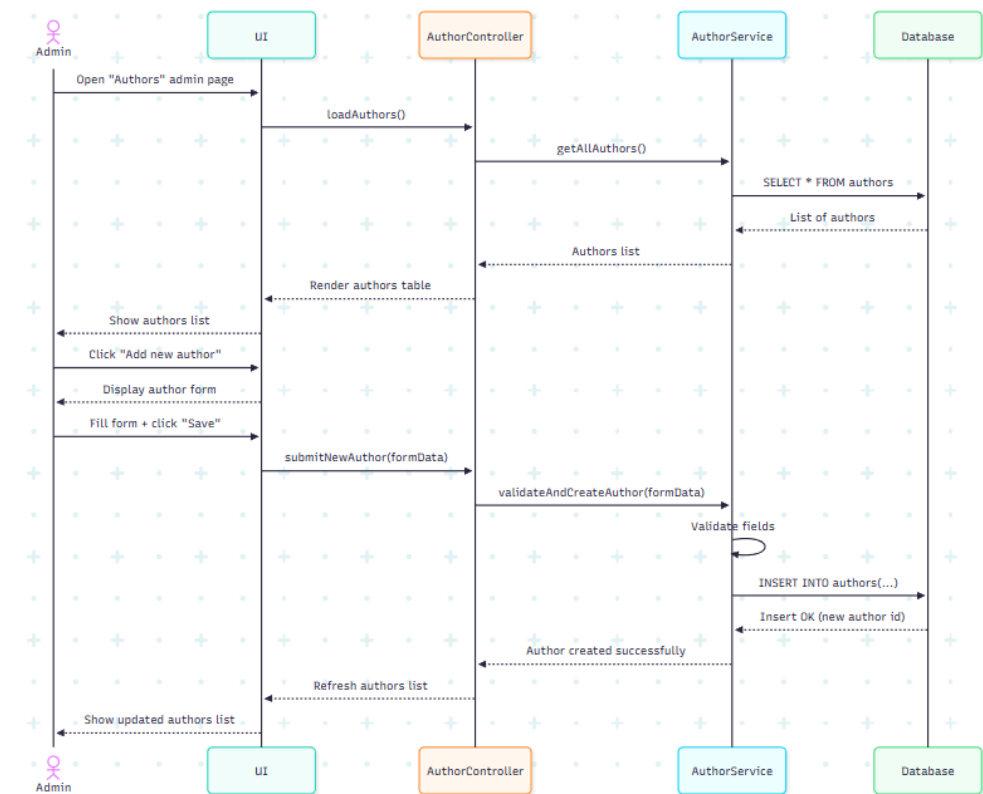 Admin
UI
AuthorController
AuthorService
Database
Open "Authors" admin page
loadAuthors()
getAllAuthors()
SELECT * FROM authors
List of authors
Authors list
Render authors table
Show authors list
Click "Add new author"
Display author form
Fill form + click "Save"
submitNewAuthor(formData)
validateAndCreateAuthor(formData)
Validate fields
INSERT INTO authors(...)
Insert OK (new author id)
Author created successfully
Refresh authors list
Show updated authors list
Admin
UI
AuthorController
AuthorService
Database